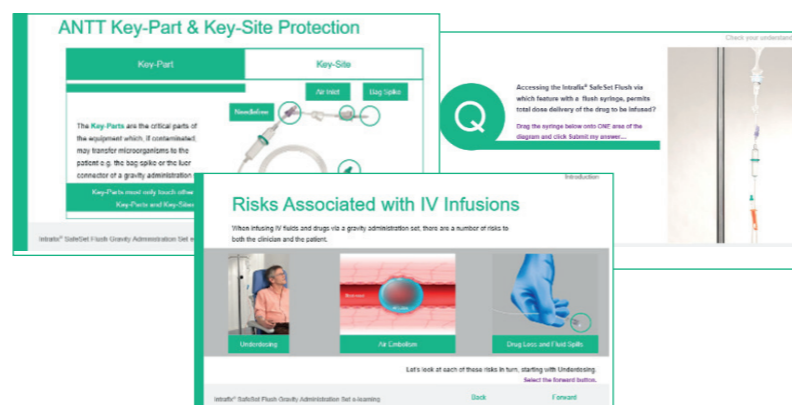 ANTT Key-Part & Key-Site Protection
Key-Part
Key-Site
Air Inlet
Bag Spike
Needlefree
The Key-Parts are the critical parts of
the equipment which, if contaminated,
may transfer microorganisms to the
patient e.g. the bag spike or the luer
connector of a gravity administration
Key-Parts must only touch other
Key-Parts and Key-Sites
Intrafix® SafeSet Flush Gravity Administration Set
Check your understand
Q
Accessing the Intrafix® SafeSet Flush via
which feature with a flush syringe, permits
total dose delivery of the drug to be infused?
Drag the syringe below onto ONE area of the
diagram and click Submit my answer...
Introduction
Risks Associated with IV Infusions
When infusing IV fluids and drugs via a gravity administration set, there are a number of risks to
both the clinician and the patient.
Underdosing
Air Embolism
Drug Loss and Fluid Spills
Let's look at each of these risks in turn, starting with Underdosing.
Select the forward button.
Intrafix® SafeSet Flush Gravity Administration Set e-learning
Back
Forward